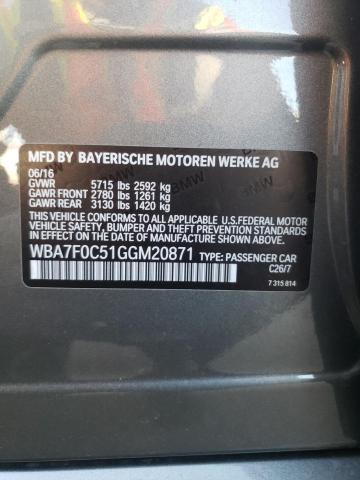 MFD BY BAYERISCHE MOTOREN WERKE AG
06/16
GVWR 5715 lbs 2592 kg
GAWR FRONT 2780 lbs 1261 kg
GAWR REAR 3130 lbs 1420 kg
THIS VEHICLE CONFORMS TO ALL APPLICABLE U.S.FEDERAL MOTOR
VEHICLE SAFETY, BUMPER, AND THEFT PREVENTION STANDARDS
IN EFFECT ON THE DATE OF MANUFACTURE SHOWN ABOVE.
WBA7F0C51GGM20871 TYPE: PASSENGER CAR
C26/7
7 315 814